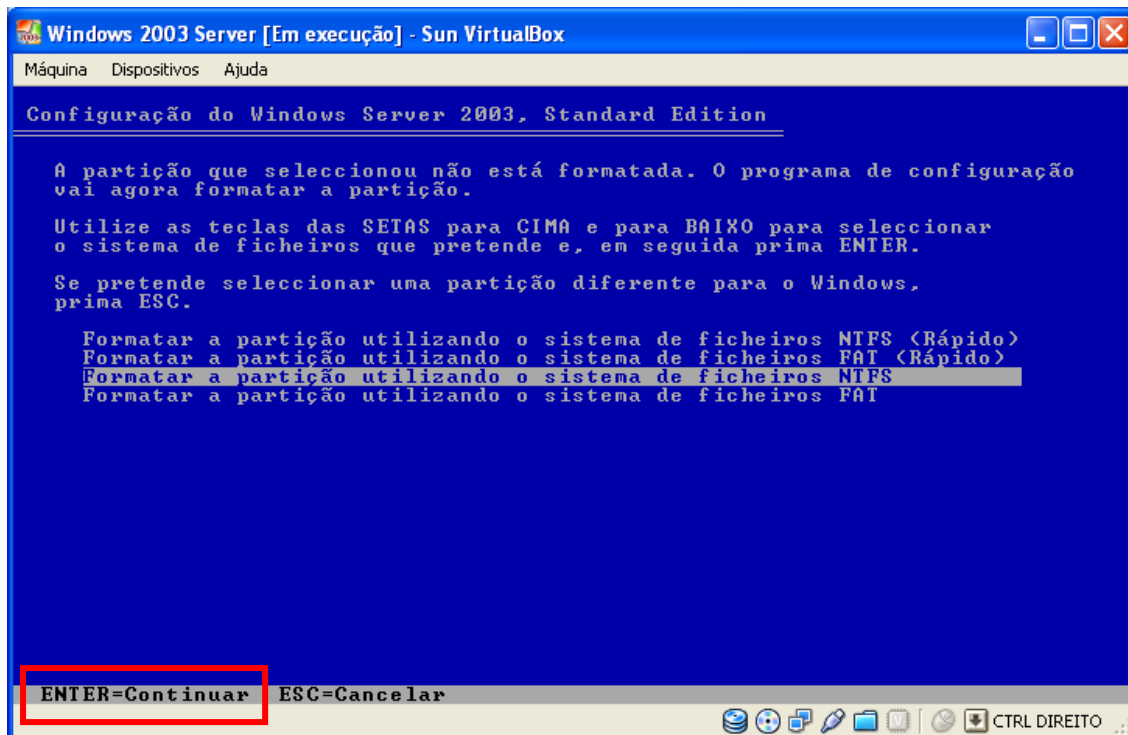 Windows 2003 Server [Em execução] - Sun VirtualBox
Máquina Dispositivos Ajuda
Configuração do Windows Server 2003, Standard Edition
A partição que seleccionou não está formatada. O programa de configuração
vai agora formatar a partição.
Utilize as teclas das SETAS para CIMA e para BAIXO para seleccionar
o sistema de ficheiros que pretende e, em seguida prima ENTER.
Se pretende seleccionar uma partição diferente para o Windows,
prima ESC.
Formatar a partição utilizando o sistema de ficheiros NTFS (Rápido)
Formatar a partição utilizando o sistema de ficheiros FAT (Rápido)
Formatar a partição utilizando o sistema de ficheiros NTFS
Formatar a partição utilizando o sistema de ficheiros FAT
ENTER=Continuar ESC=Cancelar
CTRL DIREITO